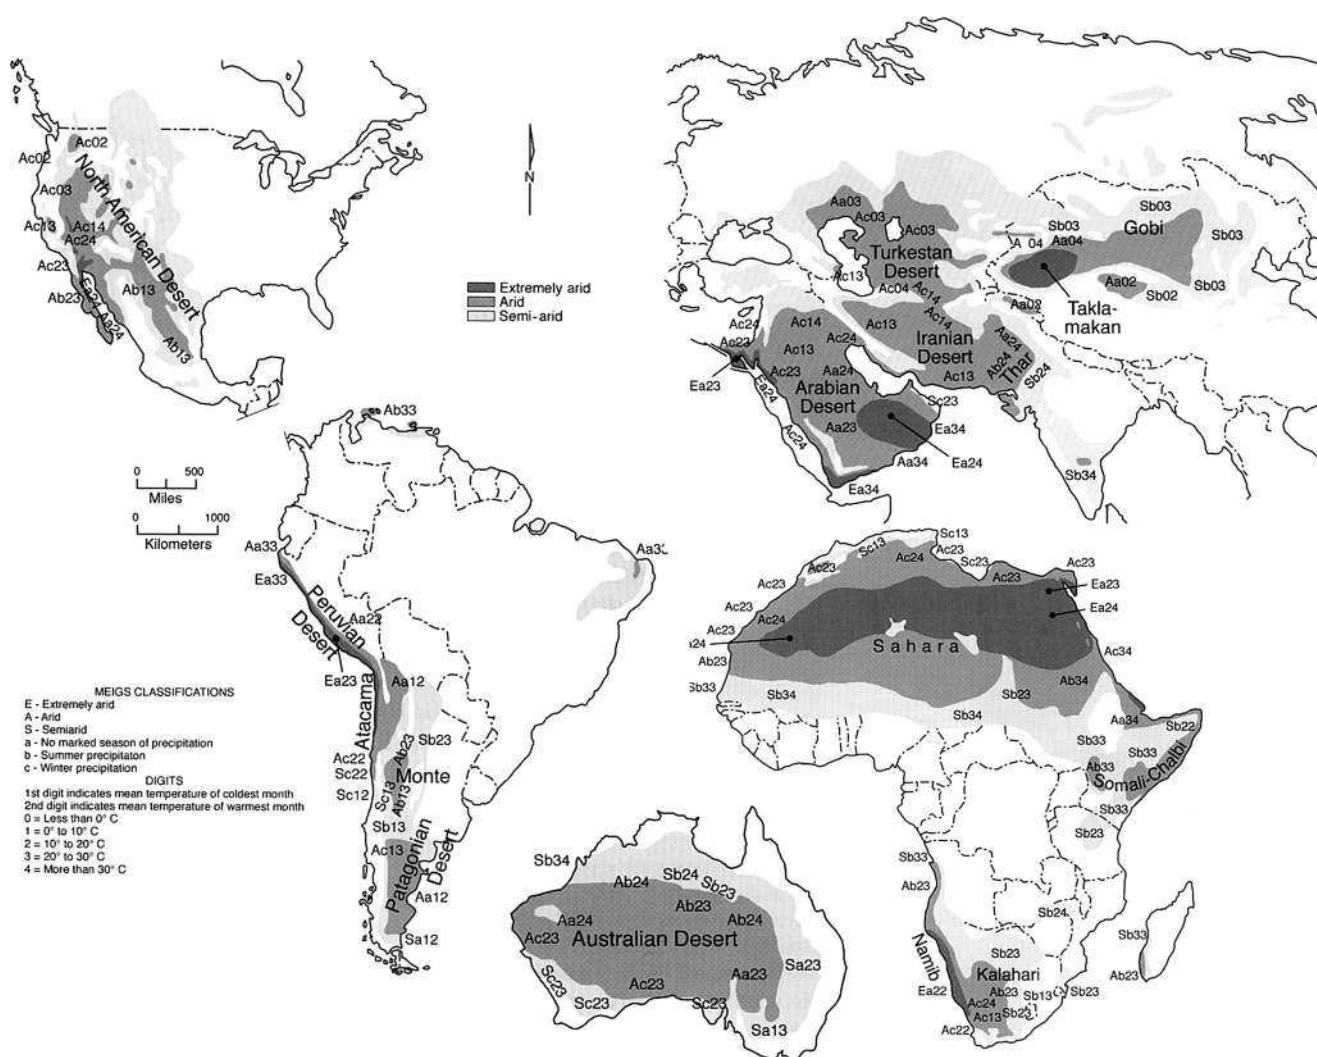 Ac02
Ac02
Ac03
North American Desert
Ac13
Ac14
Ac24
Ac23
Ab23
Ea24
Aa24
Ab13
Ab13
N
Extremely arid
Arid
Semi-arid
Aa03
Ac03
Ac03
Turkestan
Desert
Ac13
Ac04
Ac14
Ac14
Sb03
Sb03
Gobi
Sb03
A 04
Aa04
Sb03
Aa02
Sb02
Aa02
Takla-
makan
Ac24
Ac23
Ac14
Ac13
Ac24
Iranian
Desert
Aa24
Ab24
Thar
Sb24
Ac13
Ea23
Ea24
Ac13
Ac23
Aa24
Arabian
Desert
Aa23
Ac24
Sc23
Ea34
Ea24
Aa34
Ea34
Sb34
Ab33
0 500
Miles
0 1000
Kilometers
Aa33
Ea33
Peruvian
Desert
Aa22
Ea23
Aa12
Atacama
Ab23
Sb23
Ac22
Sc22
Monte
Sc12
Sc13
Ab13
Sb13
Ac13
Patagonian
Desert
Aa12
Sa12
MEIGS CLASSIFICATIONS
E - Extremely arid
A - Arid
S - Semiarid
a - No marked season of precipitation
b - Summer precipitaton
c - Winter precipitation
DIGITS
1st digit indicates mean temperature of coldest month
2nd digit indicates mean temperature of warmest month
0 = Less than 0° C
1 = 0° to 10° C
2 = 10° to 20° C
3 = 20° to 30° C
4 = More than 30° C
Sb34
Ab24
Sb24
Sb23
Ab23
Ab24
Aa24
Ac23
Australian Desert
Sc23
Ac23
Aa23
Sa23
Sc23
Sc23
Sa13
Sc13
Sc13
Ac24
Ac23
Sc23
Ac23
Ac23
Ac23
Ac23
Ea23
Ac23
Ac24
Ea24
Ac23
Sahara
Ab23
Ac34
Sb33
Sb34
Sb23
Ab34
Sb34
Aa34
Sb22
Sb33
Sb33
Ab33
Somali-Chalbi
Sb33
Sb23
Sb33
Ab23
Sb24
Namib
Sb23
Kalahari
Sb33
Ab23
Ea22
Ab23
Sb13
Sb23
Ac24
Sb23
Ac13
Ac22